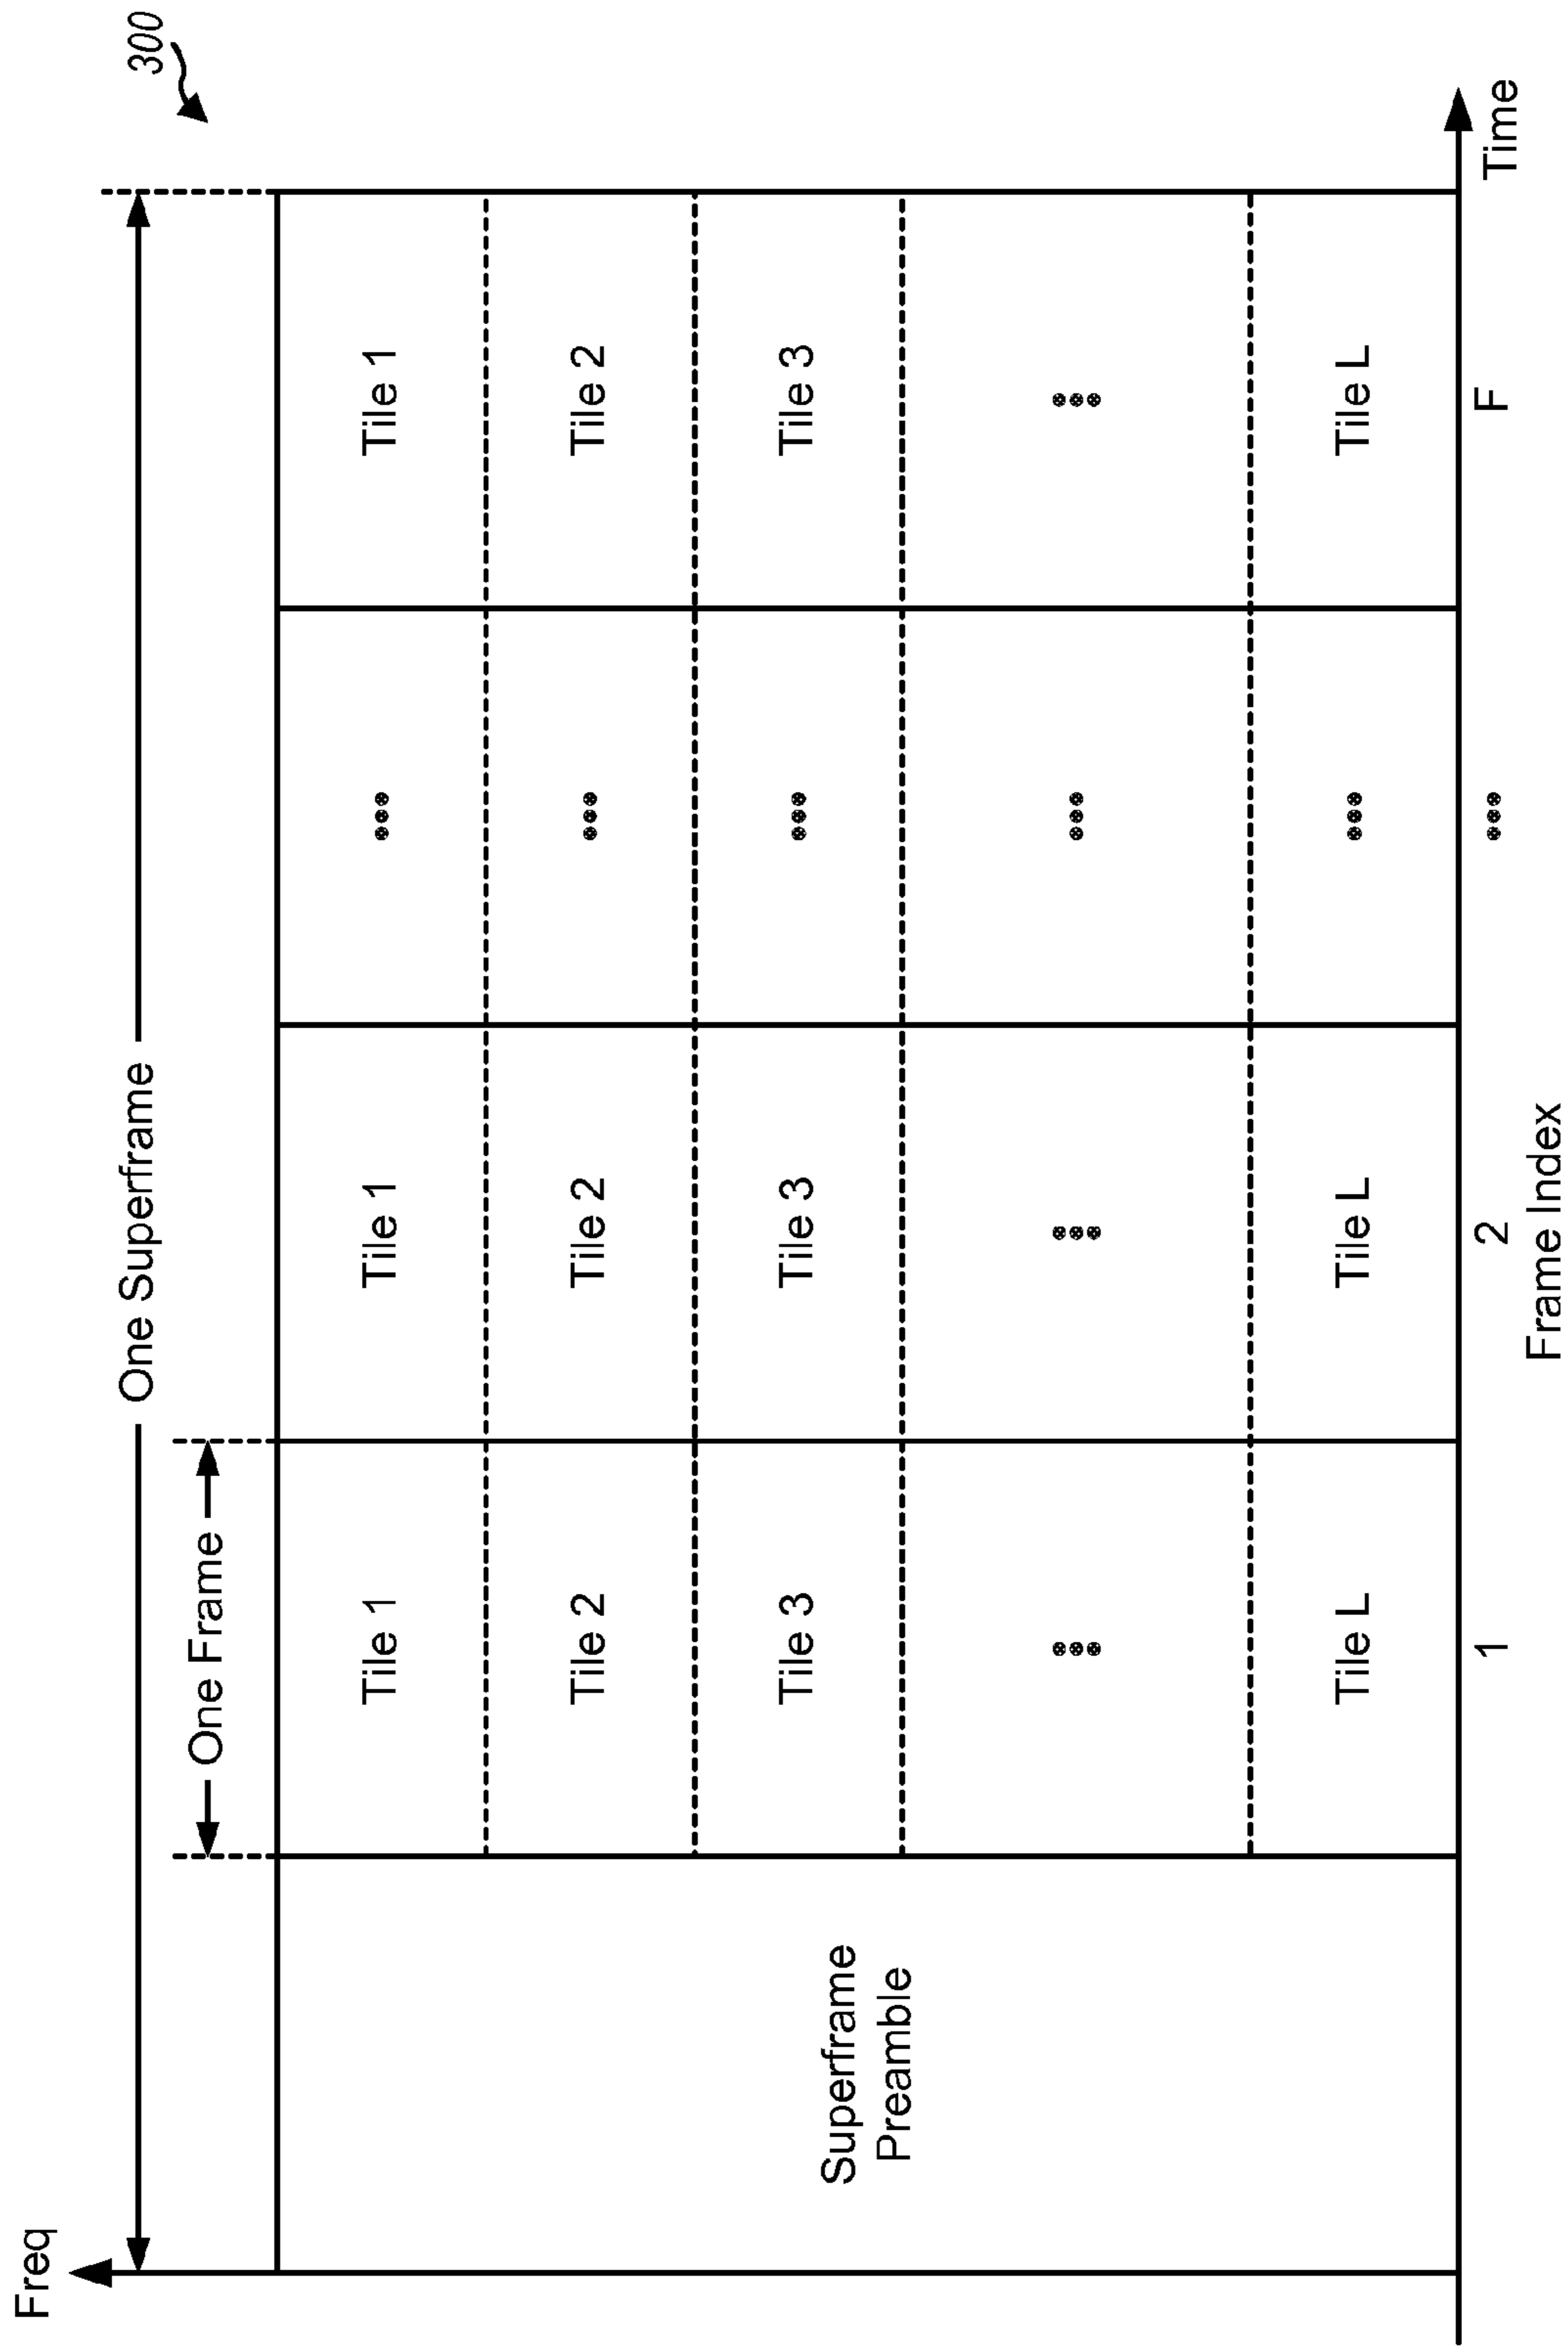 300
Freq
One Superframe
One Frame
Superframe
Preamble
Tile 1
Tile 1
Tile 1
Tile 2
Tile 2
Tile 2
Tile 3
Tile 3
Tile 3
Tile L
Tile L
Tile L
1
2
F
Time
Frame Index